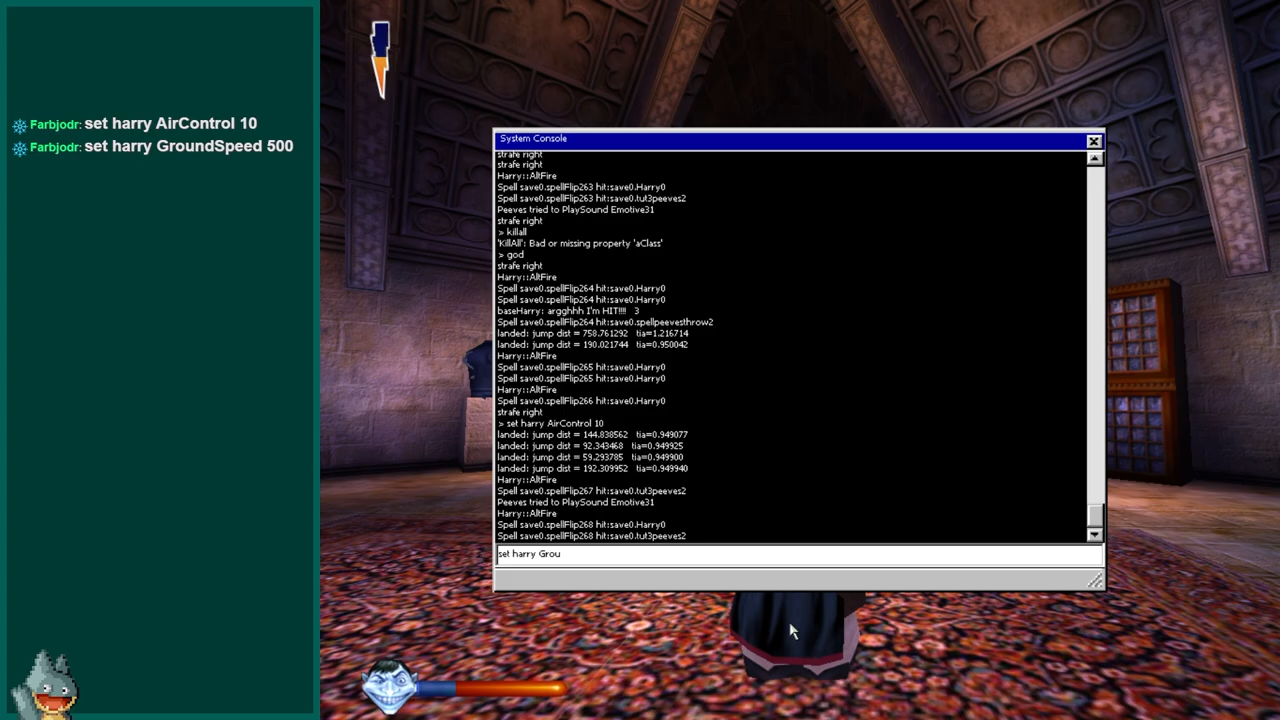 Farbjodr: set harry AirControl 10
Farbjodr: set harry GroundSpeed 500
System Console
strafe right
strafe right
Harry::AltFire
Spell save0.spellFlip263 hit:save0.Harry0
Spell save0.spellFlip263 hit:save0.tut3peeves2
Peeves tried to PlaySound Emotive31
strafe right
> killall
'KillAll': Bad or missing property 'aClass'
> god
strafe right
Harry::AltFire
Spell save0.spellFlip264 hit:save0.Harry0
Spell save0.spellFlip264 hit:save0.Harry0
baseHarry: argghhh I'm HIT!!!! 3
Spell save0.spellFlip264 hit:save0.spellpeevesthrow2
landed: jump dist = 758.761292 tia=1.216714
landed: jump dist = 190.021744 tia=0.950042
Harry::AltFire
Spell save0.spellFlip265 hit:save0.Harry0
Spell save0.spellFlip265 hit:save0.Harry0
Harry::AltFire
Spell save0.spellFlip266 hit:save0.Harry0
strafe right
> set harry AirControl 10
landed: jump dist = 144.838562 tia=0.949077
landed: jump dist = 92.343468 tia=0.949925
landed: jump dist = 59.293785 tia=0.949900
landed: jump dist = 192.309952 tia=0.949940
Harry::AltFire
Spell save0.spellFlip267 hit:save0.tut3peeves2
Peeves tried to PlaySound Emotive31
Harry::AltFire
Spell save0.spellFlip268 hit:save0.Harry0
Spell save0.spellFlip268 hit:save0.tut3peeves2
set harry Grou